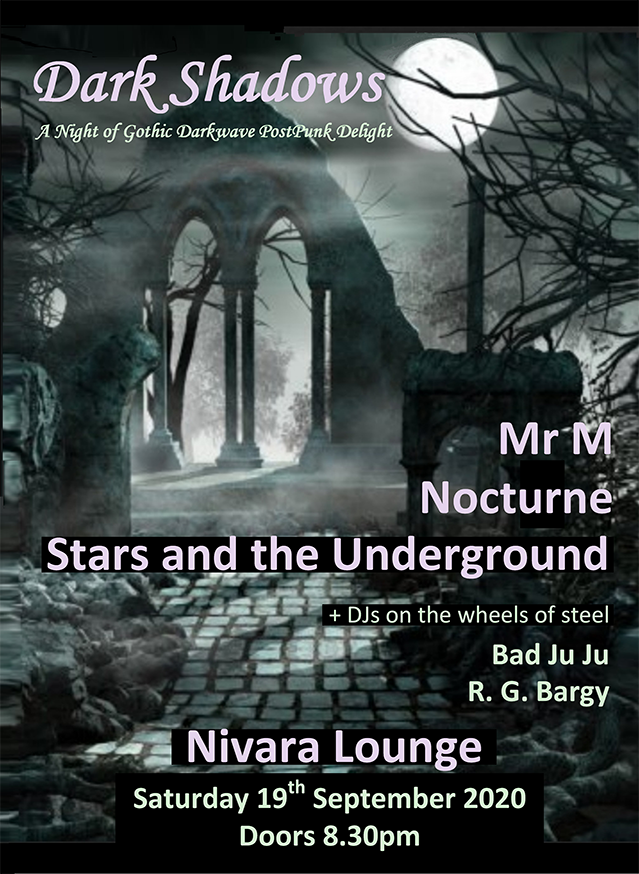 Dark Shadows
A Night of Gothic Darkwave PostPunk Delight
Mr M
Nocturne
Stars and the Underground
+ DJs on the wheels of steel
Bad Ju Ju
R. G. Bargy
Nivara Lounge
Saturday 19th September 2020
Doors 8.30pm